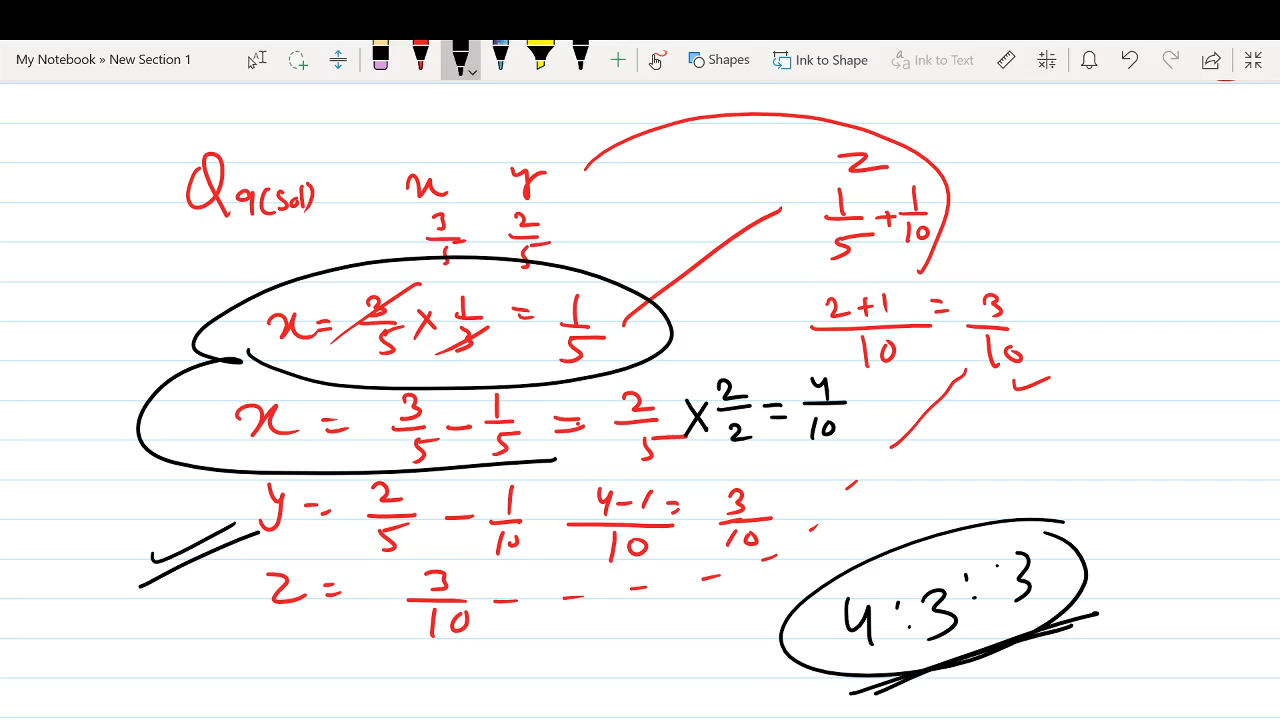 My Notebook » New Section 1
Shapes
Ink to Shape
Ink to Text
Q9(Sol) x y z
3/5 2/5 1/5 + 1/10
x = 3/5 × 1/3 = 1/5
2+1/10 = 3/10
x = 3/5 - 1/5 = 2/5 × 2/2 = 4/10
y = 2/5 - 1/10 4-1/10 = 3/10
z = 3/10
4 : 3 : 3